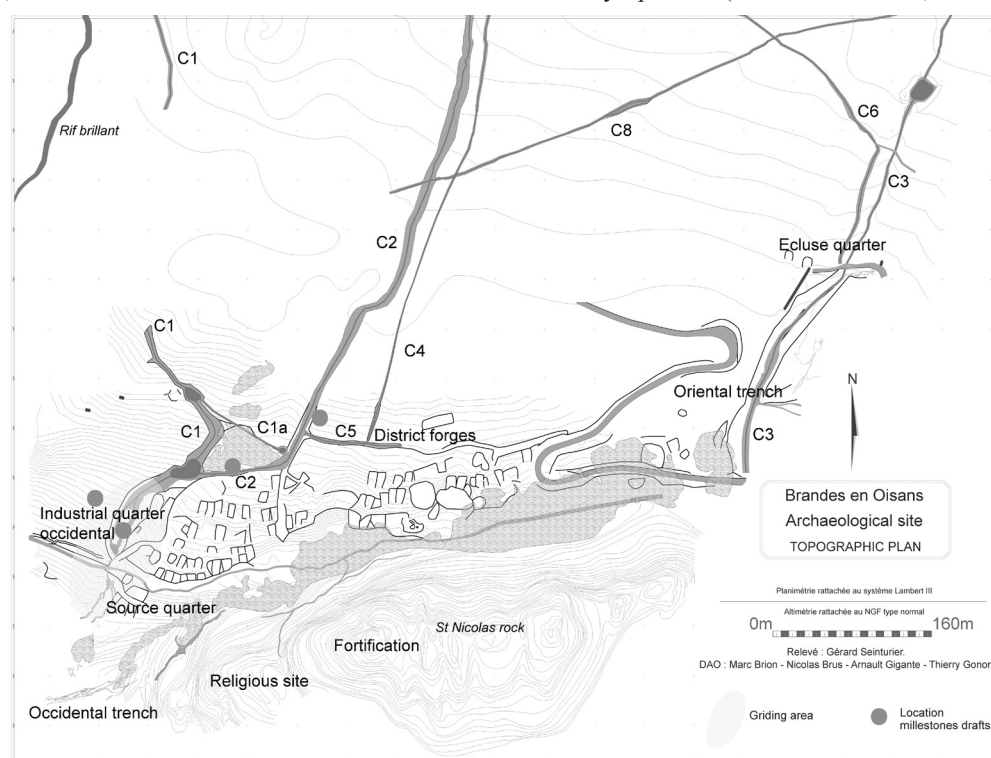 C1
Rif brillant
C6
C8
C3
C2
Ecluse quarter
C1
C4
Oriental trench
C1
C1a
C5
District forges
C3
C2
N
Industrial quarter
occidental
Brandes en Oisans
Archaeological site
TOPOGRAPHIC PLAN
Source quarter
Planimétrie rattachée au système Lambert III
Altimétrie rattachée au NGF type normal
0m
160m
St Nicolas rock
Fortification
Relevé : Gérard Seinturier.
DAO : Marc Brion - Nicolas Brus - Arnault Gigante - Thierry Gonon
Religious site
Occidental trench
Griding area
Location
millestones drafts